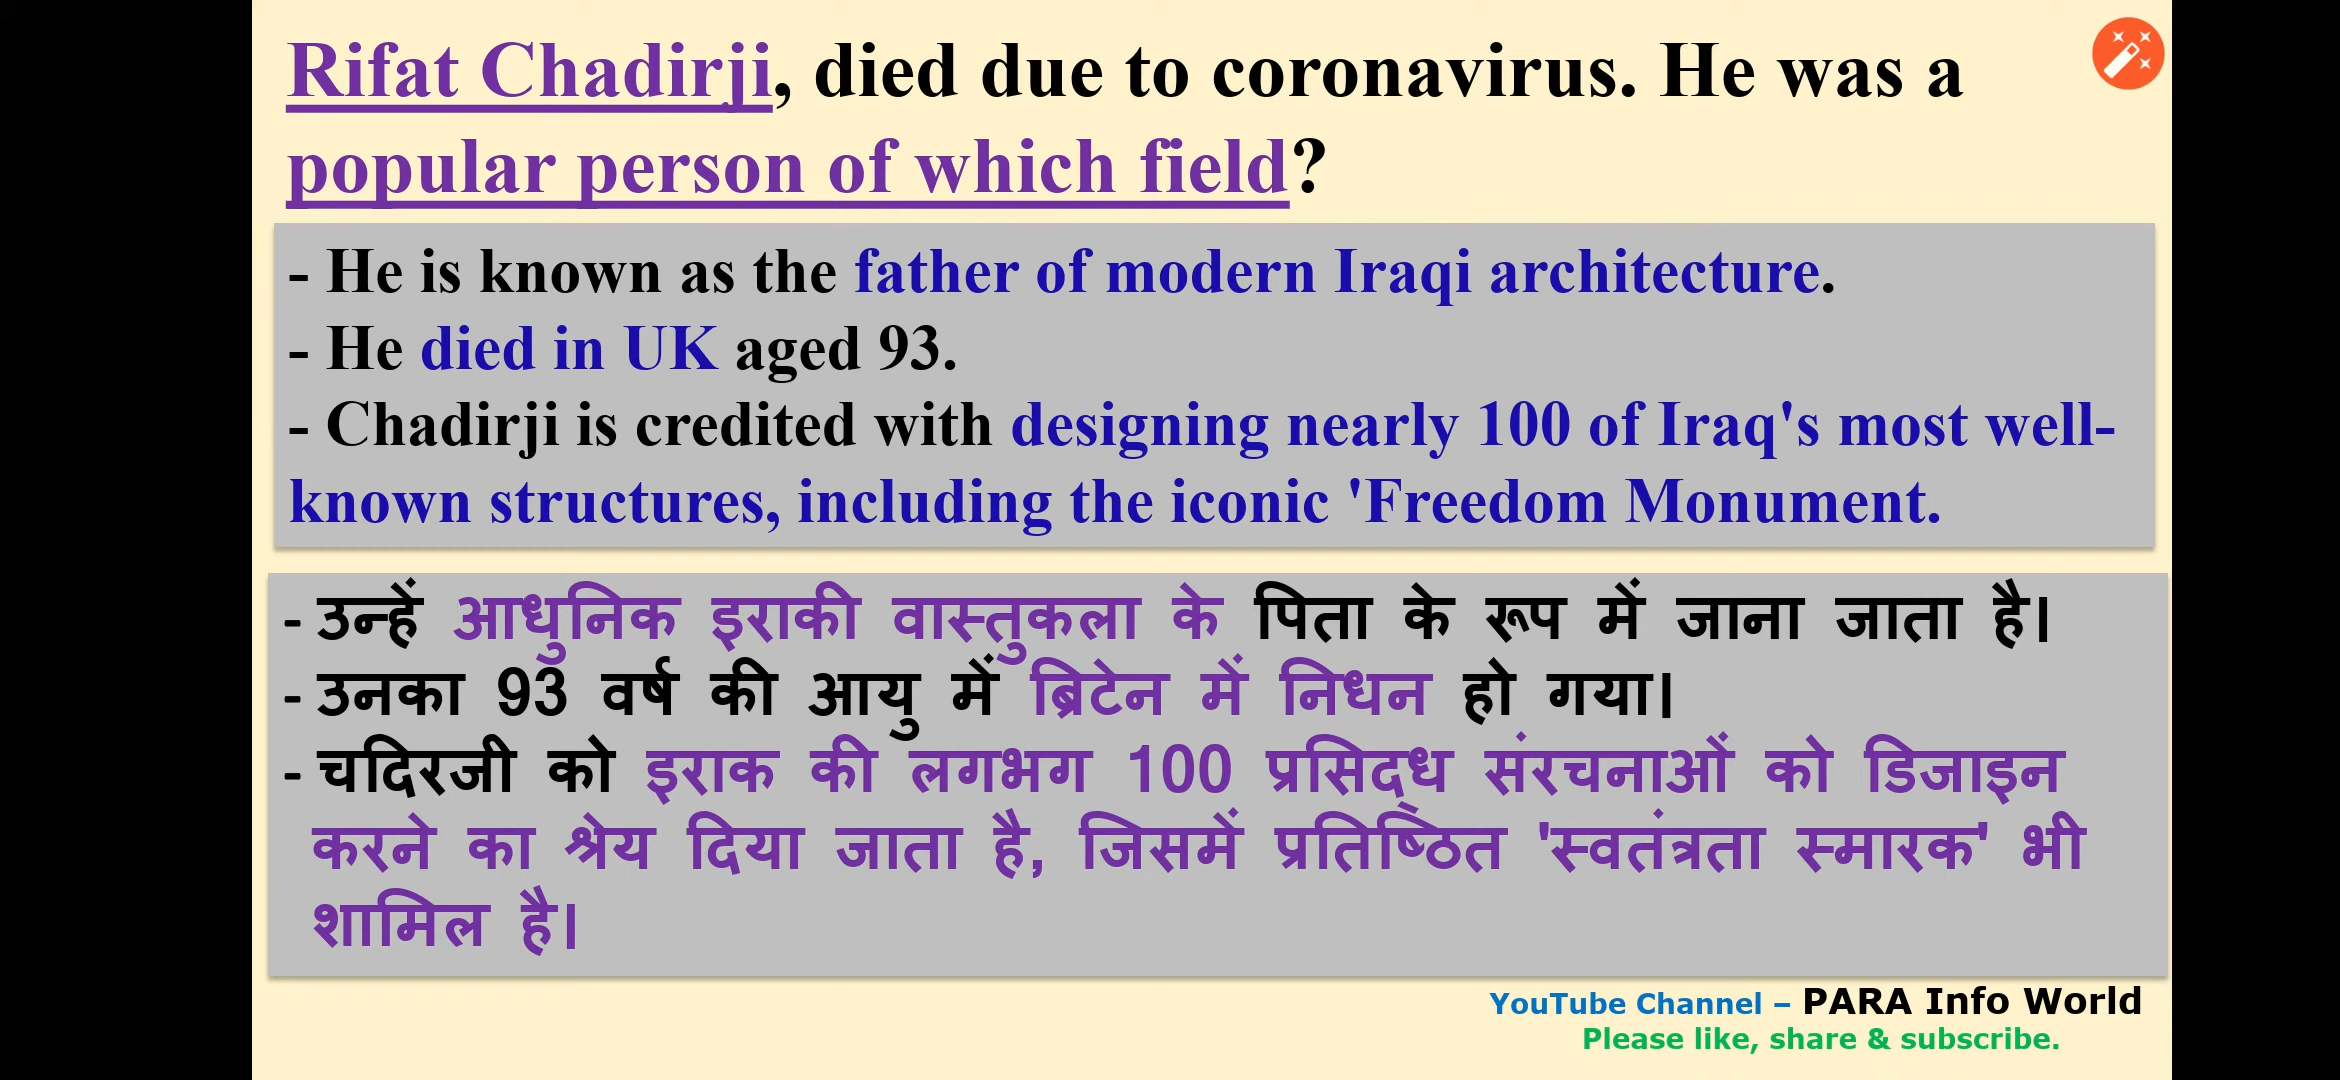 Rifat Chadirji, died due to coronavirus. He was a
popular person of which field?
- He is known as the father of modern Iraqi architecture.
- He died in UK aged 93.
- Chadirji is credited with designing nearly 100 of Iraq's most well-
known structures, including the iconic 'Freedom Monument.
- उन्हें आधुनिक इराकी वास्तुकला के पिता के रूप में जाना जाता है।
- उनका 93 वर्ष की आयु में ब्रिटेन में निधन हो गया।
- चदिरजी को इराक की लगभग 100 प्रसिद्ध संरचनाओं को डिजाइन
करने का श्रेय दिया जाता है, जिसमें प्रतिष्ठित 'स्वतंत्रता स्मारक' भी
शामिल है।
YouTube Channel – PARA Info World
Please like, share & subscribe.